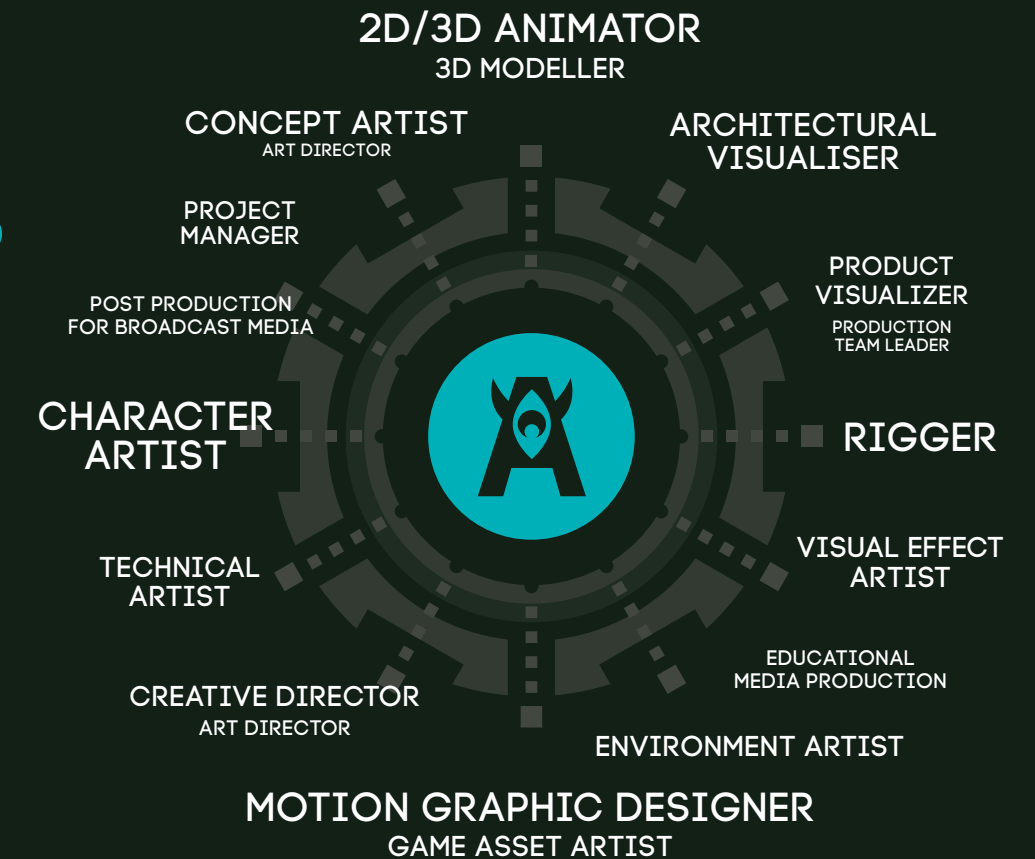 2D/3D ANIMATOR
3D MODELLER
CONCEPT ARTIST
ART DIRECTOR
ARCHITECTURAL
VISUALISER
PROJECT
MANAGER
PRODUCT
VISUALIZER
PRODUCTION
TEAM LEADER
POST PRODUCTION
FOR BROADCAST MEDIA
CHARACTER
ARTIST
RIGGER
TECHNICAL
ARTIST
VISUAL EFFECT
ARTIST
EDUCATIONAL
MEDIA PRODUCTION
CREATIVE DIRECTOR
ART DIRECTOR
ENVIRONMENT ARTIST
MOTION GRAPHIC DESIGNER
GAME ASSET ARTIST